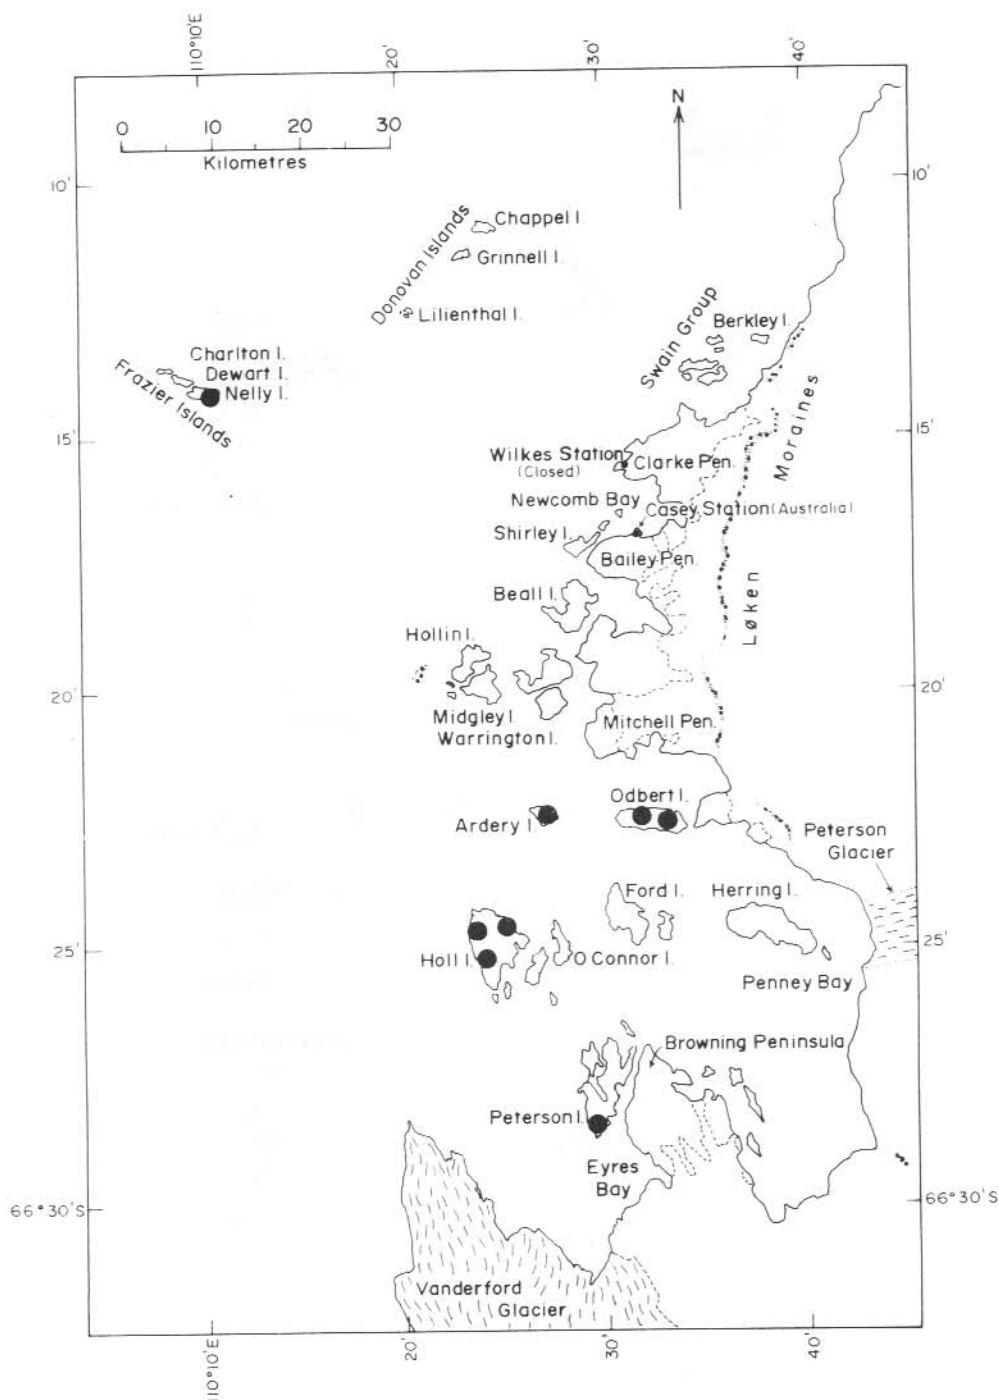 110°10'E
20'
30'
40'
0 10 20 30
Kilometres
N
10'
10'
Chappel I.
Grinnell I.
Donovan Islands
Lilienthal I.
Swain Group
Berkley I.
Charlton I.
Dewart I.
Nelly I.
Frazier Islands
15'
15'
Moraines
Wilkes Station
(Closed)
Clarke Pen.
Newcomb Bay
Casey Station (Australia)
Shirley I.
Bailey Pen.
Beall I.
Løken
Hollin I.
20'
20'
Midgley I.
Warrington I.
Mitchell Pen.
Odbert I.
Ardery I.
Peterson
Glacier
Ford I.
Herring I.
25'
25'
Holl I.
O Connor I.
Penney Bay
Browning Peninsula
Peterson I.
Eyres
Bay
66°30'S
66°30'S
Vanderford
Glacier
110°10'E
20'
30'
40'